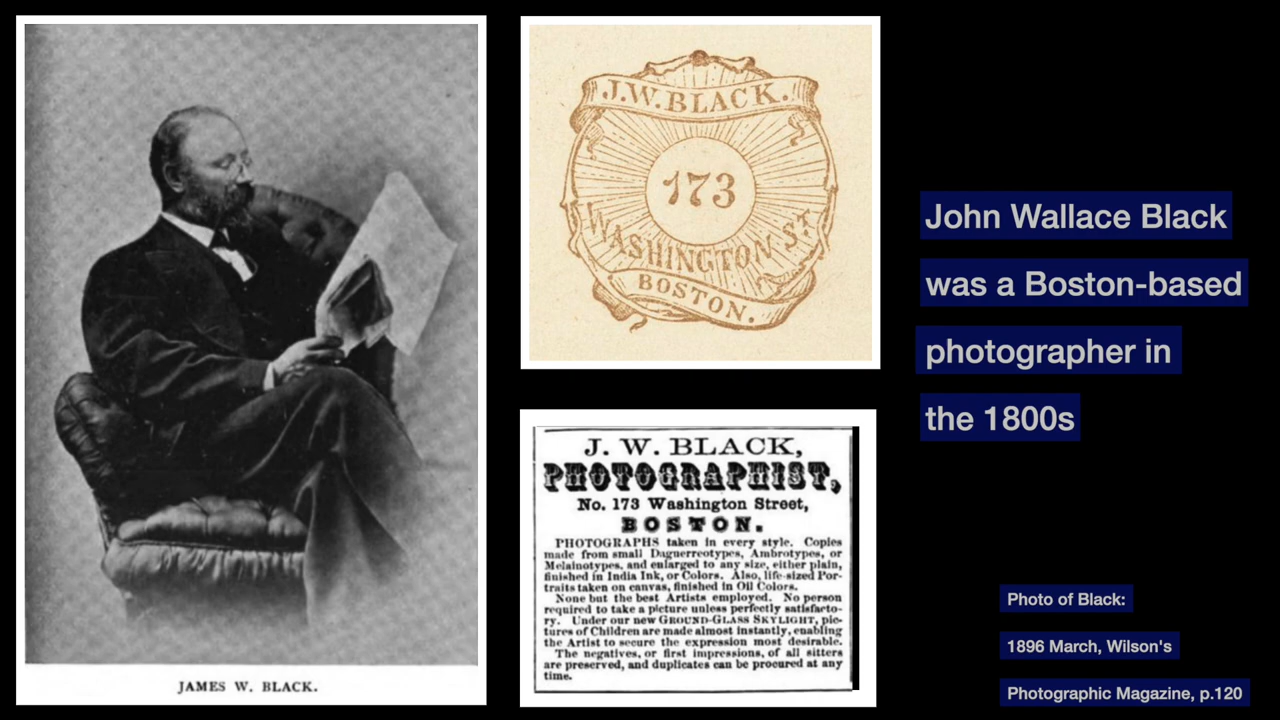 JAMES W. BLACK.
J.W.BLACK.
173
WASHINGTON ST
BOSTON.
J. W. BLACK,
PHOTOGRAPHIST,
No. 173 Washington Street,
BOSTON.
PHOTOGRAPHS taken in every style. Copies
made from small Daguerreotypes, Ambrotypes, or
Melainotypes, and enlarged to any size, either plain,
finished in India Ink, or Colors. Also, life-sized Por-
traits taken on canvas, finished in Oil Colors.
None but the best Artists employed. No person
required to take a picture unless perfectly satisfacto-
ry. Under our new GROUND-GLASS SKYLIGHT, pic-
tures of Children are made almost instantly, enabling
the Artist to secure the expression most desirable.
The negatives, or first impressions, of all sitters
are preserved, and duplicates can be procured at any
time.
John Wallace Black
was a Boston-based
photographer in
the 1800s
Photo of Black:
1896 March, Wilson's
Photographic Magazine, p.120